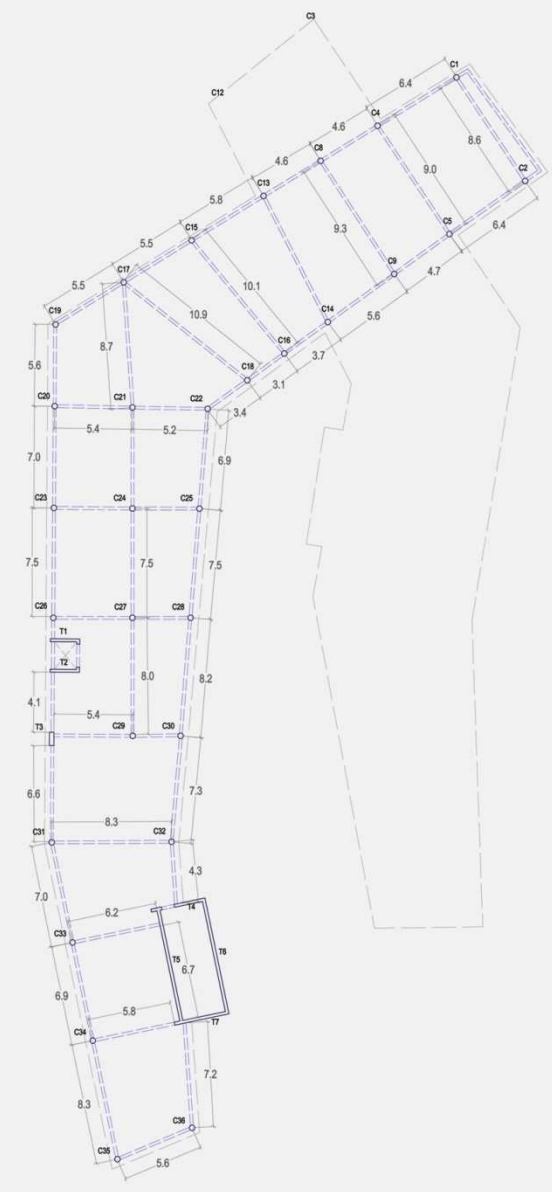 C3
C1
6.4
C12
4.6
C4
8.6
4.6
C8
9.0
C2
5.8
C13
9.3
C5
6.4
5.5
C15
4.7
5.5
C17
10.1
C9
C19
10.9
5.6
C14
5.6
8.7
C16
3.7
C18
3.1
C20
C21
C22
3.4
5.4
5.2
7.0
6.9
C23
C24
C25
7.5
7.5
7.5
C26
C27
C28
T1
T2
8.0
8.2
4.1
5.4
T3
C29
C30
6.6
7.3
8.3
C31
C32
4.3
7.0
6.2
T4
C33
T5
T6
6.7
6.9
5.8
C34
T7
7.2
8.3
C36
C35
5.6